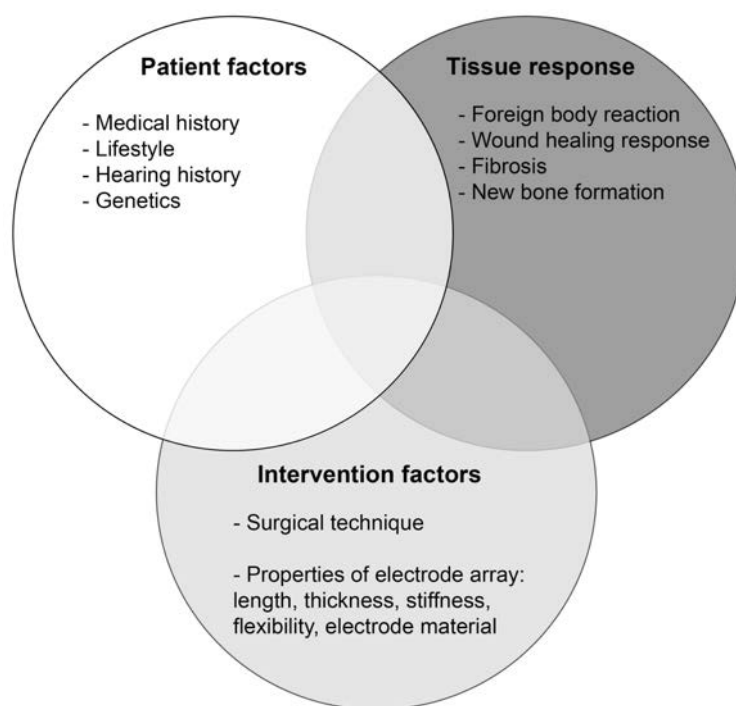 Patient factors
- Medical history
- Lifestyle
- Hearing history
- Genetics
Tissue response
- Foreign body reaction
- Wound healing response
- Fibrosis
- New bone formation
Intervention factors
- Surgical technique
- Properties of electrode array:
length, thickness, stiffness,
flexibility, electrode material